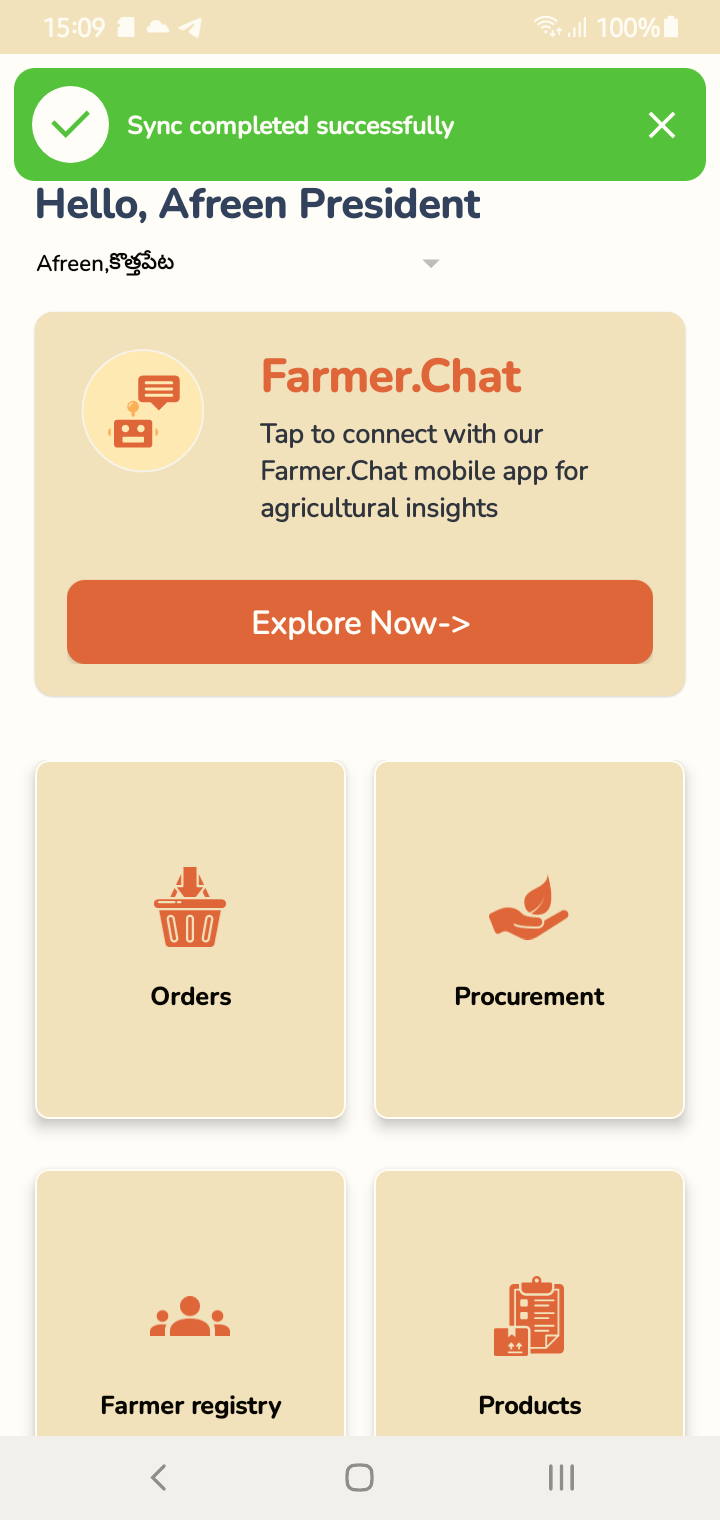 15:09
100%
Sync completed successfully
Hello, Afreen President
Afreen,కొత్తపేట
Farmer.Chat
Tap to connect with our
Farmer.Chat mobile app for
agricultural insights
Explore Now->
Orders
Procurement
Farmer registry
Products